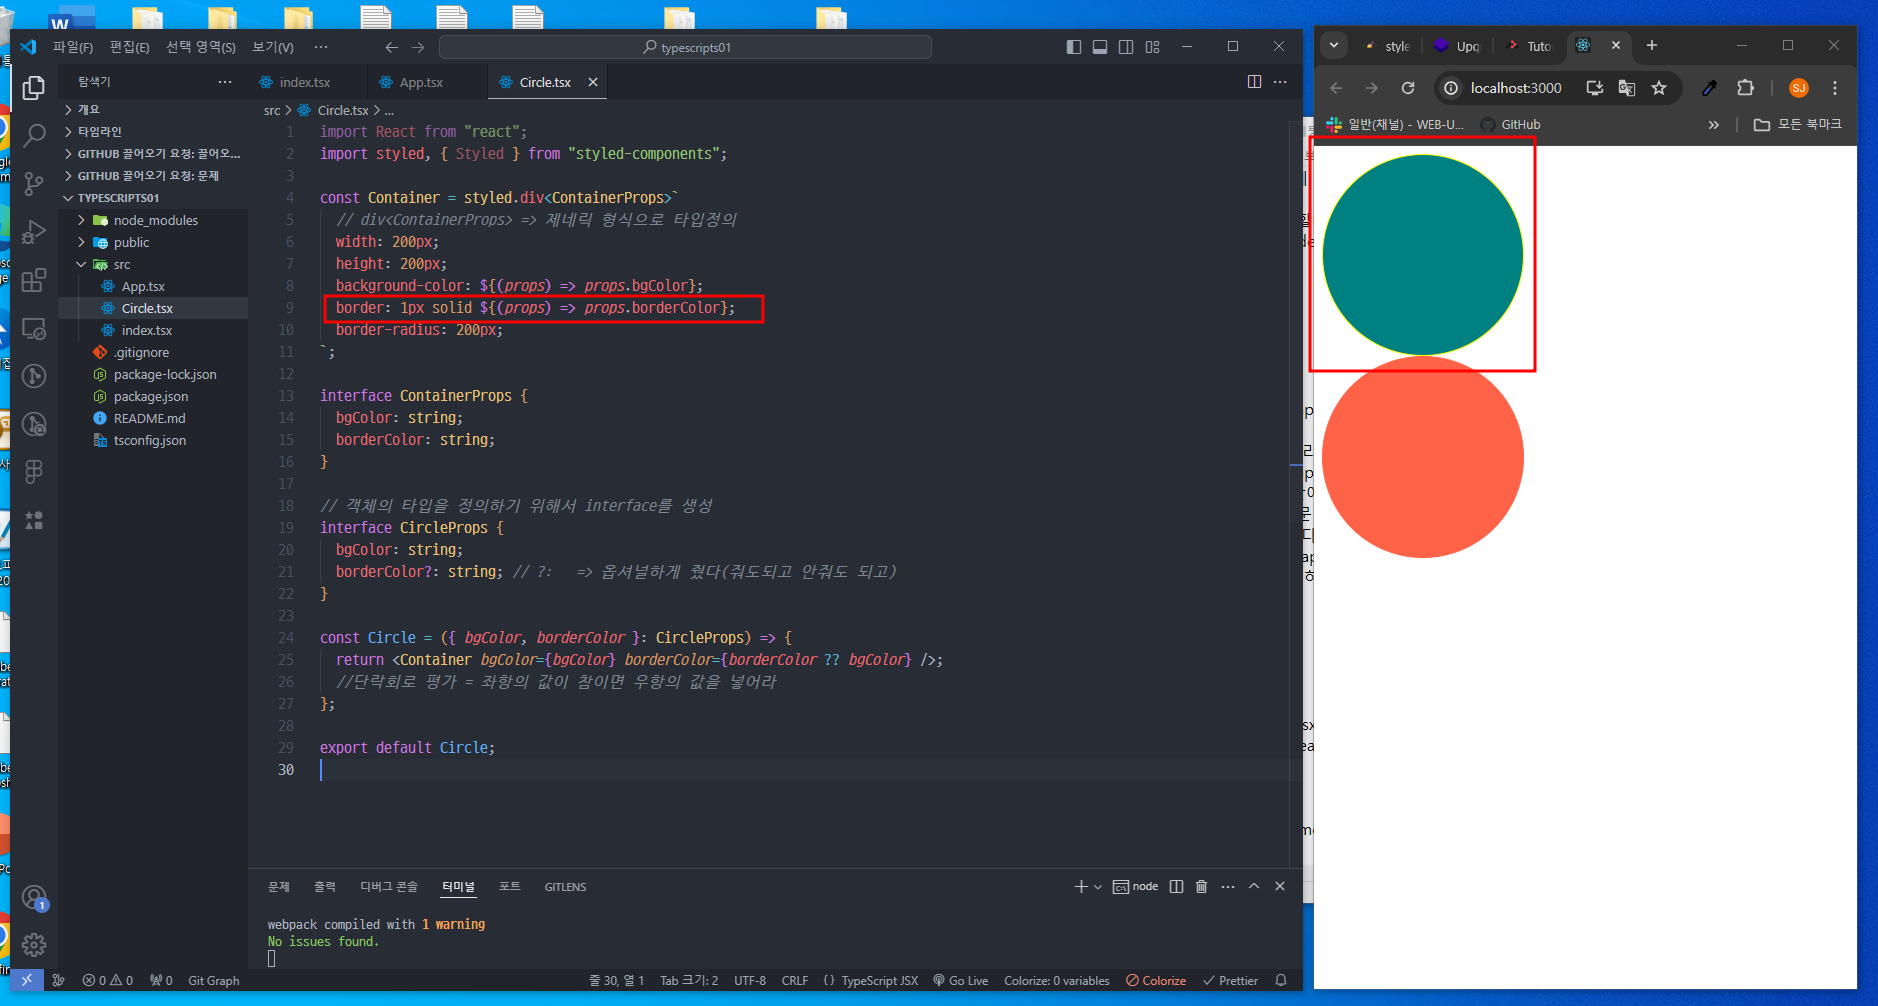 파일(F) 편집(E) 선택 영역(S) 보기(V) ···
typescripts01
탐색기 ···
index.tsx App.tsx Circle.tsx
src > Circle.tsx > ...
개요
타임라인
GITHUB 끌어오기 요청: 끌어오...
GITHUB 끌어오기 요청: 문제
TYPESCRIPTS01
node_modules
public
src
App.tsx
Circle.tsx
index.tsx
.gitignore
package-lock.json
package.json
README.md
tsconfig.json
1 import React from "react";
2 import styled, { Styled } from "styled-components";
3
4 const Container = styled.div<ContainerProps>`
5 // div<ContainerProps> => 제네릭 형식으로 타입정의
6 width: 200px;
7 height: 200px;
8 background-color: ${(props) => props.bgColor};
9 border: 1px solid ${(props) => props.borderColor};
10 border-radius: 200px;
11 `;
12
13 interface ContainerProps {
14 bgColor: string;
15 borderColor: string;
16 }
17
18 // 객체의 타입을 정의하기 위해서 interface를 생성
19 interface CircleProps {
20 bgColor: string;
21 borderColor?: string; // ?: => 옵셔널하게 줬다(줘도되고 안줘도 되고)
22 }
23
24 const Circle = ({ bgColor, borderColor }: CircleProps) => {
25 return <Container bgColor={bgColor} borderColor={borderColor ?? bgColor} />;
26 //단락회로 평가 = 좌항의 값이 참이면 우항의 값을 넣어라
27 };
28
29 export default Circle;
30
문제 출력 디버그 콘솔 터미널 포트 GITLENS
node
webpack compiled with 1 warning
No issues found.
1
0 0 0 Git Graph
줄 30, 열 1 Tab 크기: 2 UTF-8 CRLF {} TypeScript JSX Go Live Colorize: 0 variables Colorize Prettier
style Upq Tuto
localhost:3000
SJ
일반(채널) - WEB-U... GitHub » 모든 북마크